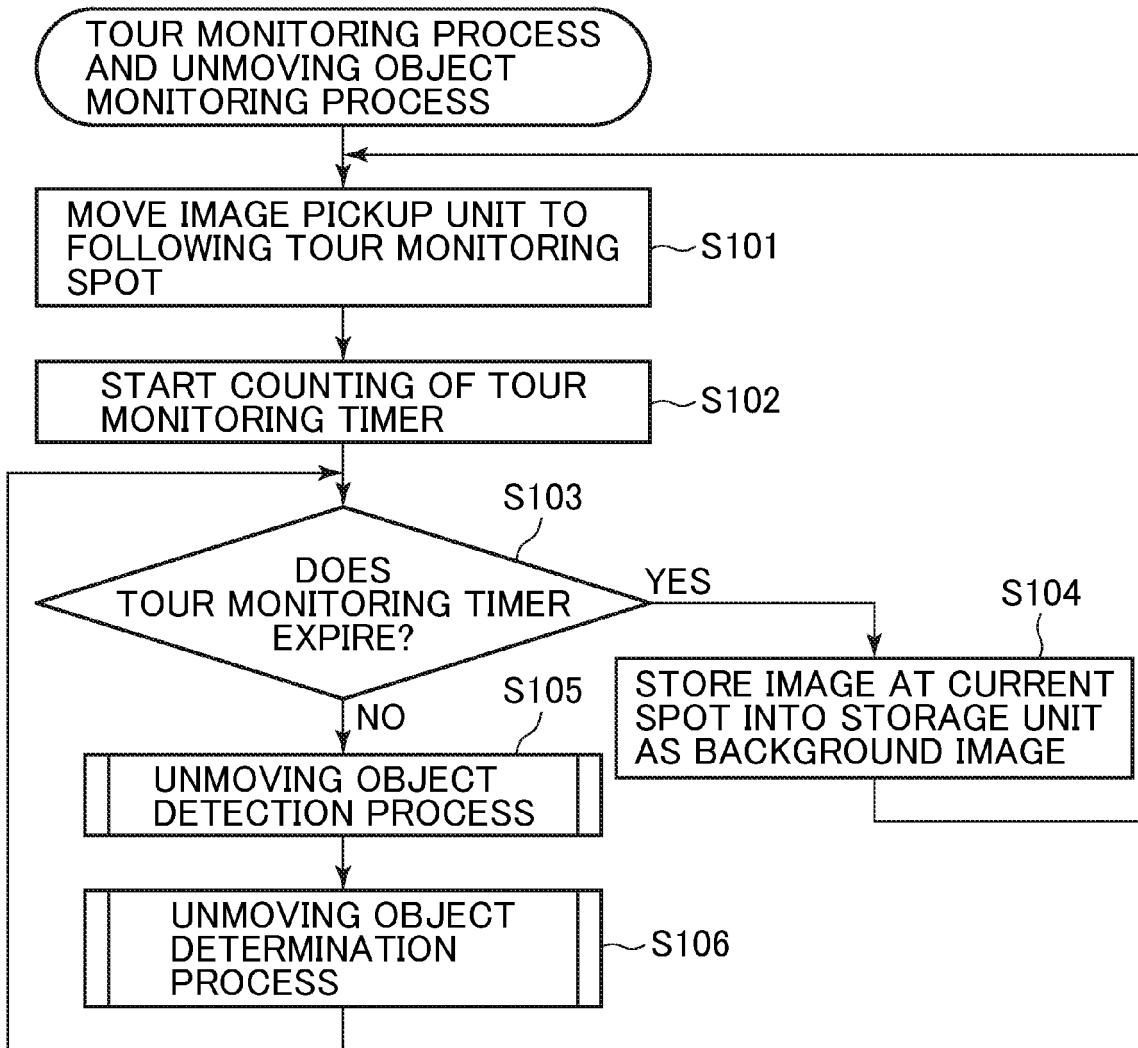 TOUR MONITORING PROCESS
AND UNMOVING OBJECT
MONITORING PROCESS
MOVE IMAGE PICKUP UNIT TO
FOLLOWING TOUR MONITORING
SPOT
S101
START COUNTING OF TOUR
MONITORING TIMER
S102
S103
DOES
TOUR MONITORING TIMER
EXPIRE?
YES
S104
STORE IMAGE AT CURRENT
SPOT INTO STORAGE UNIT
AS BACKGROUND IMAGE
NO
S105
UNMOVING OBJECT
DETECTION PROCESS
UNMOVING OBJECT
DETERMINATION
PROCESS
S106